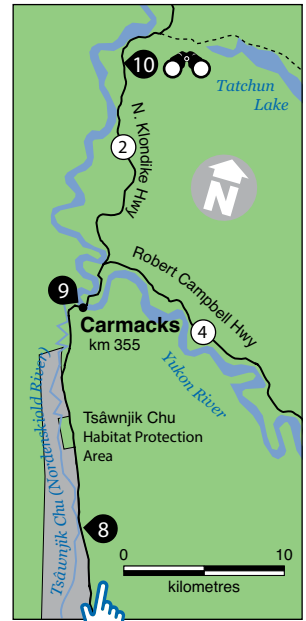 10
Tatchun
Lake
N. Klondike Hwy
2
N
Robert Campbell Hwy
9
Carmacks
km 355
4
Yukon River
Tsâwnjik Chu (Nordenskiold River)
Tsâwnjik Chu
Habitat Protection
Area
8
0 10
kilometres